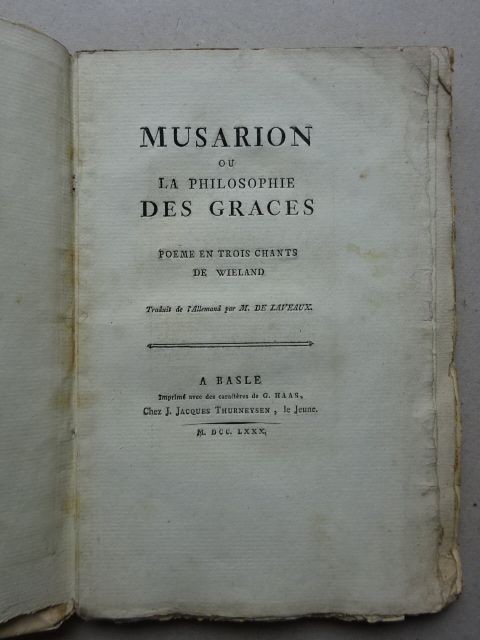 MUSARION
OU
LA PHILOSOPHIE
DES GRACES
POEME EN TROIS CHANTS
DE WIELAND
Traduit de l'Allemand par M. DE LAVEAUX.
A BASLE
Imprimé avec des caractères de G. HAAS,
Chez J. JACQUES THURNEYSEN, le Jeune.
M. DCC. LXXX.